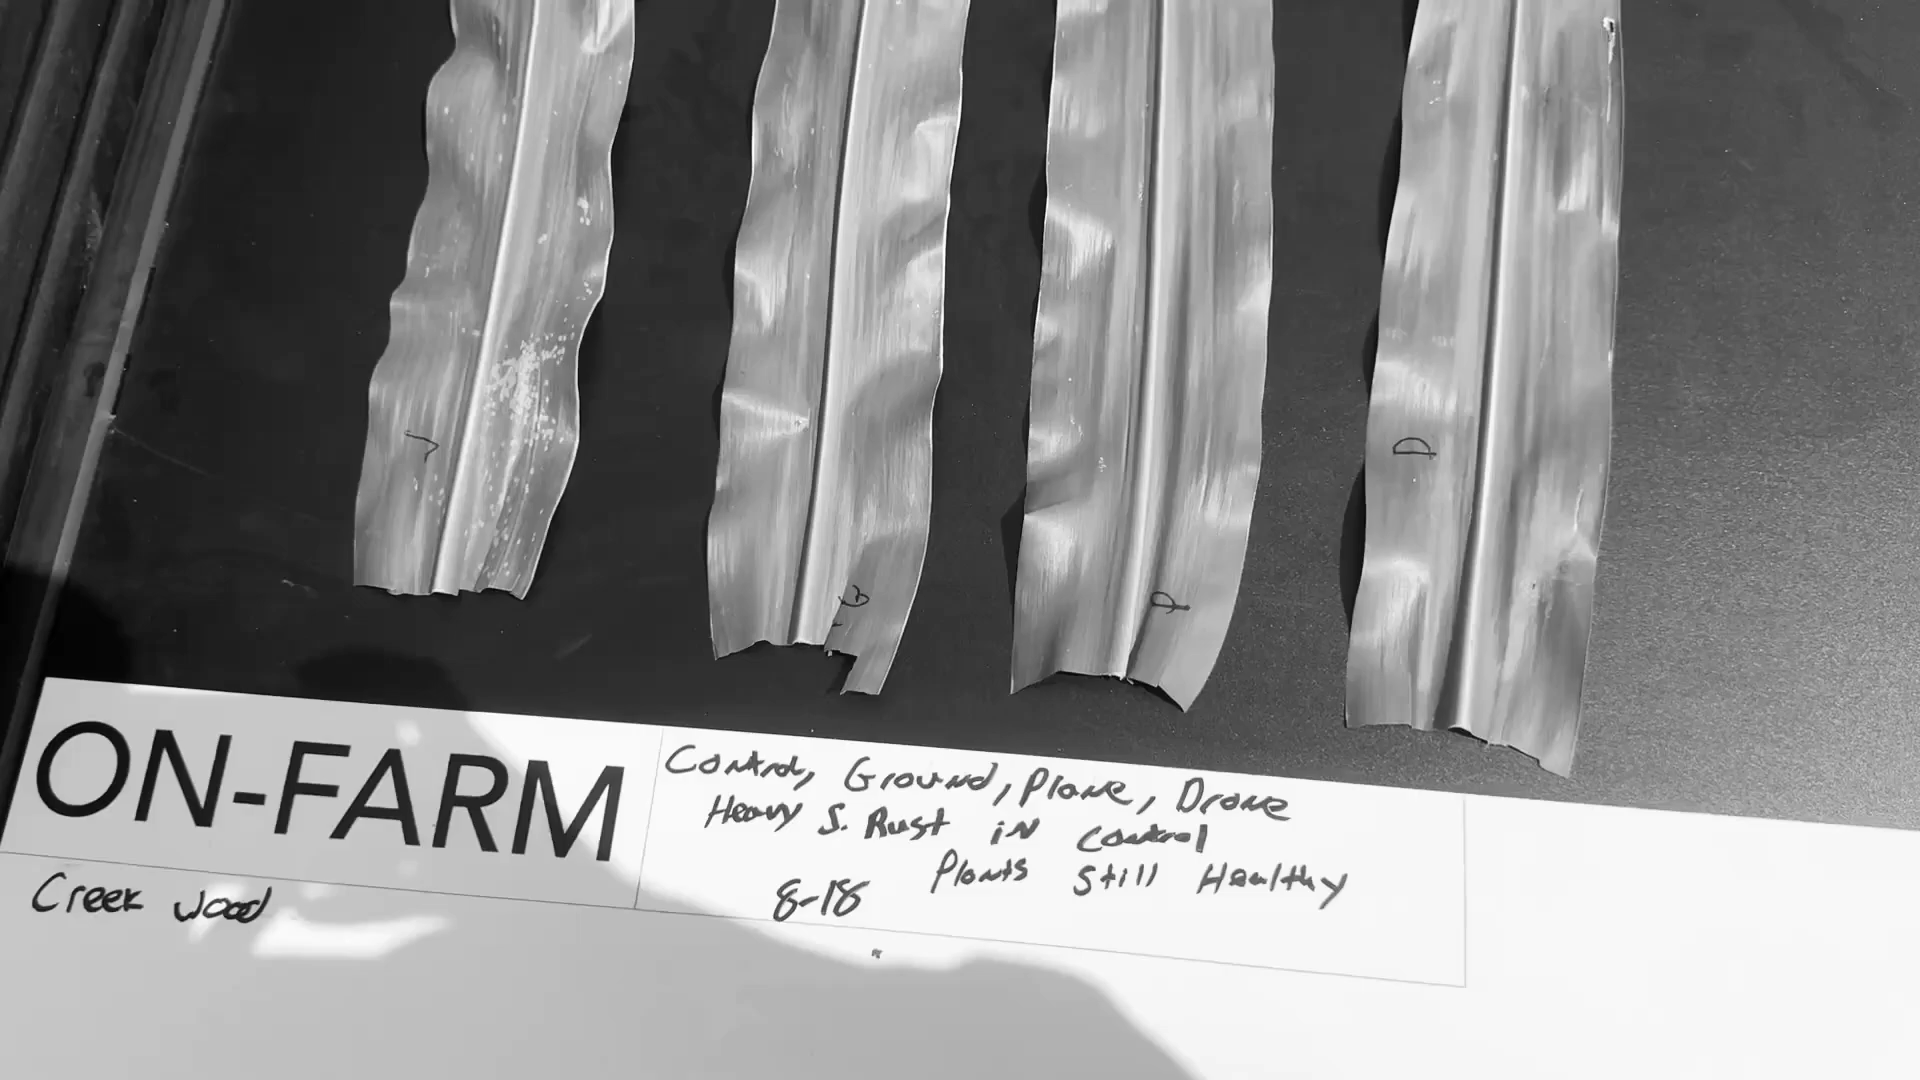 G
P
D
ON-FARM
Control, Ground, Plane, Drone
Heavy S. Rust in Control
Plants Still Healthy
8-18
Creek Wood